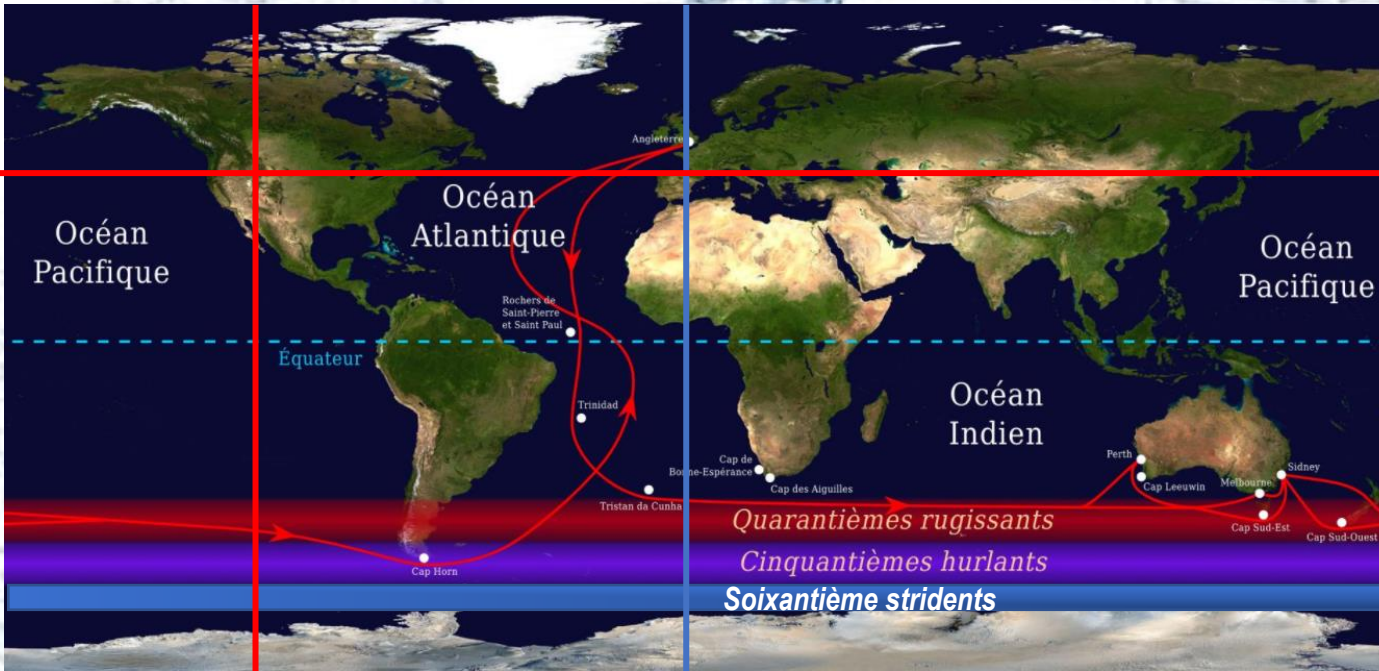 Angleterre
Océan
Atlantique
Océan
Pacifique
Océan
Pacifique
Rochers de
Saint-Pierre
et Saint Paul
Équateur
Trinidad
Océan
Indien
Cap de
Bonne-Espérance
Cap des Aiguilles
Tristan da Cunha
Perth
Cap Leeuwin
Melbourne
Sidney
Cap Sud-Est
Cap Sud-Ouest
Quarantièmes rugissants
Cap Horn
Cinquantièmes hurlants
Soixantième stridents